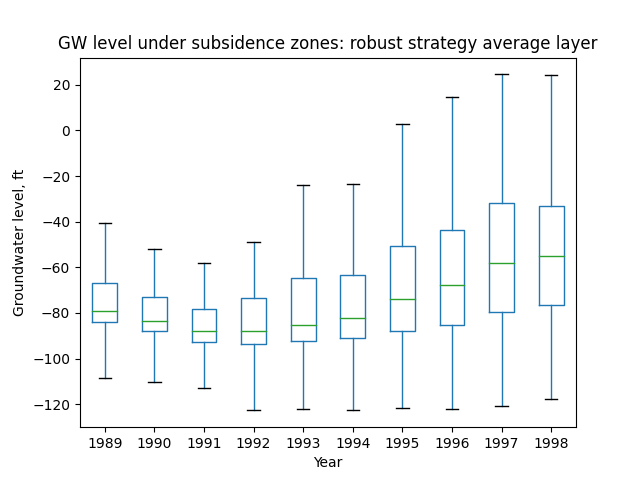 GW level under subsidence zones: robust strategy average layer
20
0
−20
−40
−60
−80
−100
−120
Groundwater level, ft
1989 1990 1991 1992 1993 1994 1995 1996 1997 1998
Year